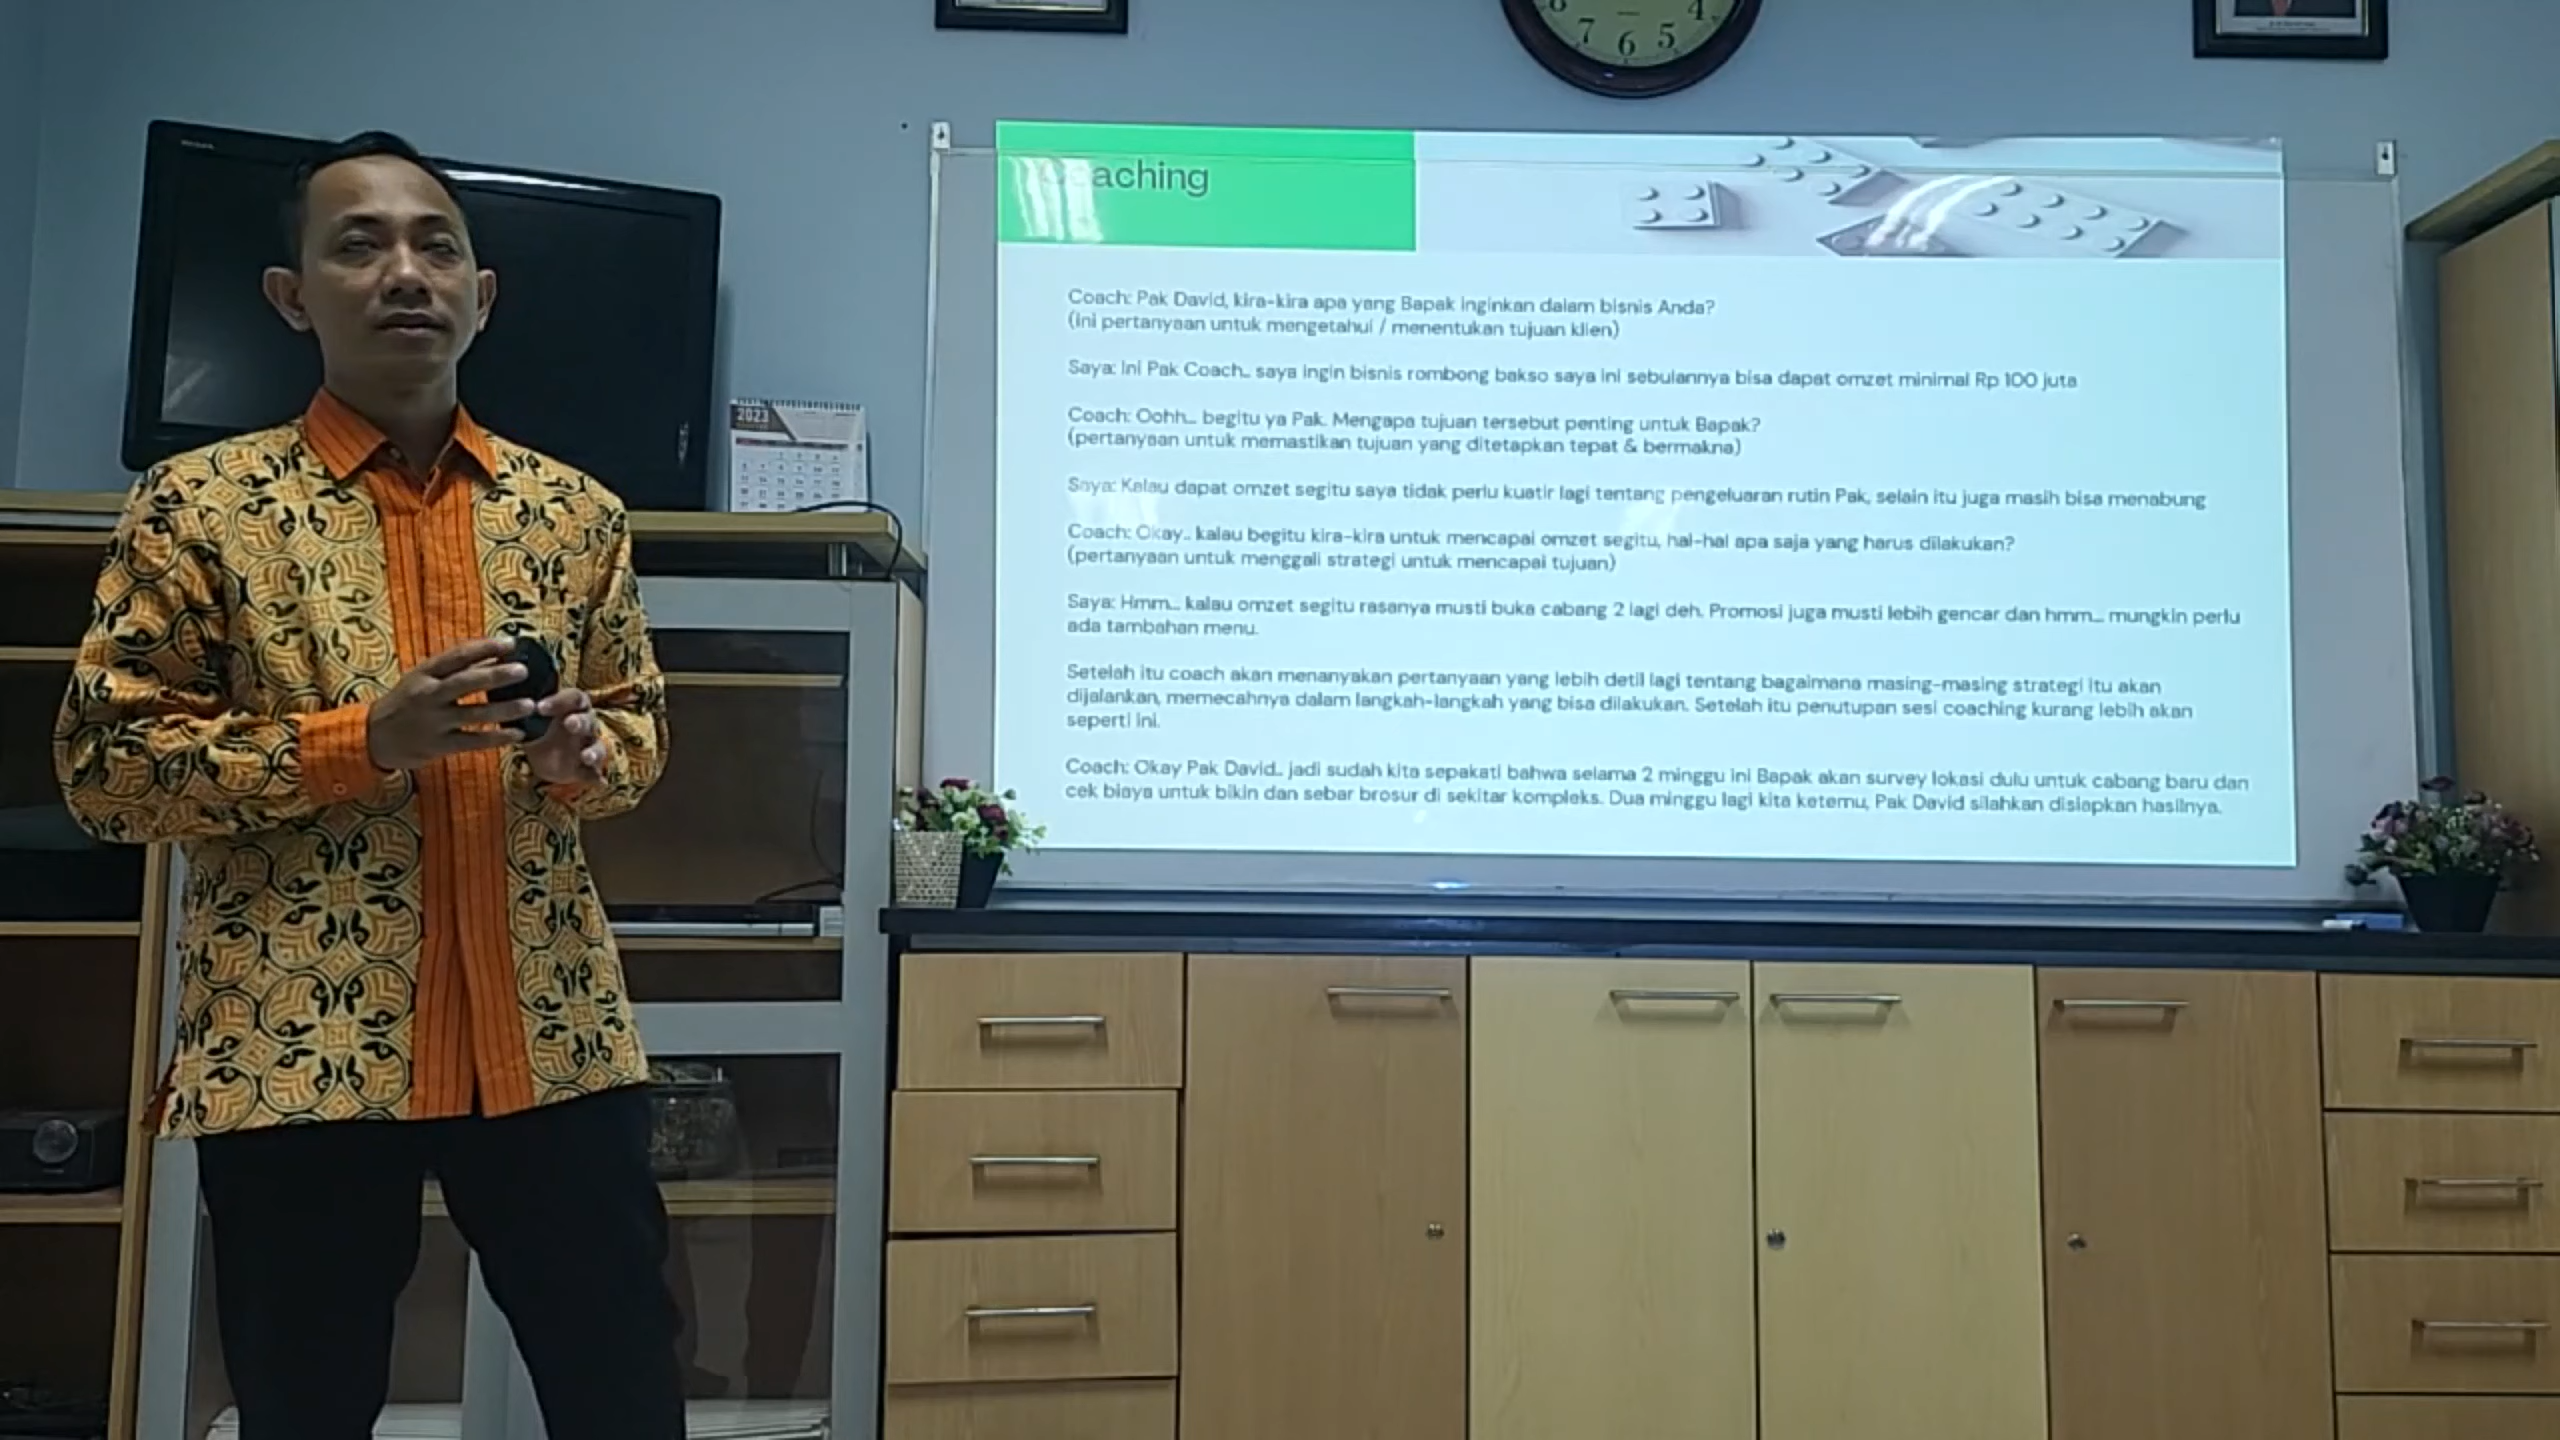 4
7 6 5
2023
Coaching
Coach: Pak David, kira-kira apa yang Bapak inginkan dalam bisnis Anda?
(ini pertanyaan untuk mengetahui / menentukan tujuan klien)
Saya: Ini Pak Coach.. saya ingin bisnis rombong bakso saya ini sebulannya bisa dapat omzet minimal Rp 100 juta
Coach: Oohh... begitu ya Pak. Mengapa tujuan tersebut penting untuk Bapak?
(pertanyaan untuk memastikan tujuan yang ditetapkan tepat & bermakna)
Saya: Kalau dapat omzet segitu saya tidak perlu kuatir lagi tentang pengeluaran rutin Pak, selain itu juga masih bisa menabung
Coach: Okay.. kalau begitu kira-kira untuk mencapai omzet segitu, hal-hal apa saja yang harus dilakukan?
(pertanyaan untuk menggali strategi untuk mencapai tujuan)
Saya: Hmm... kalau omzet segitu rasanya musti buka cabang 2 lagi deh. Promosi juga musti lebih gencar dan hmm... mungkin perlu
ada tambahan menu.
Setelah itu coach akan menanyakan pertanyaan yang lebih detil lagi tentang bagaimana masing-masing strategi itu akan
dijalankan, memecahnya dalam langkah-langkah yang bisa dilakukan. Setelah itu penutupan sesi coaching kurang lebih akan
seperti ini.
Coach: Okay Pak David.. jadi sudah kita sepakati bahwa selama 2 minggu ini Bapak akan survey lokasi dulu untuk cabang baru dan
cek biaya untuk bikin dan sebar brosur di sekitar kompleks. Dua minggu lagi kita ketemu, Pak David silahkan disiapkan hasilnya.